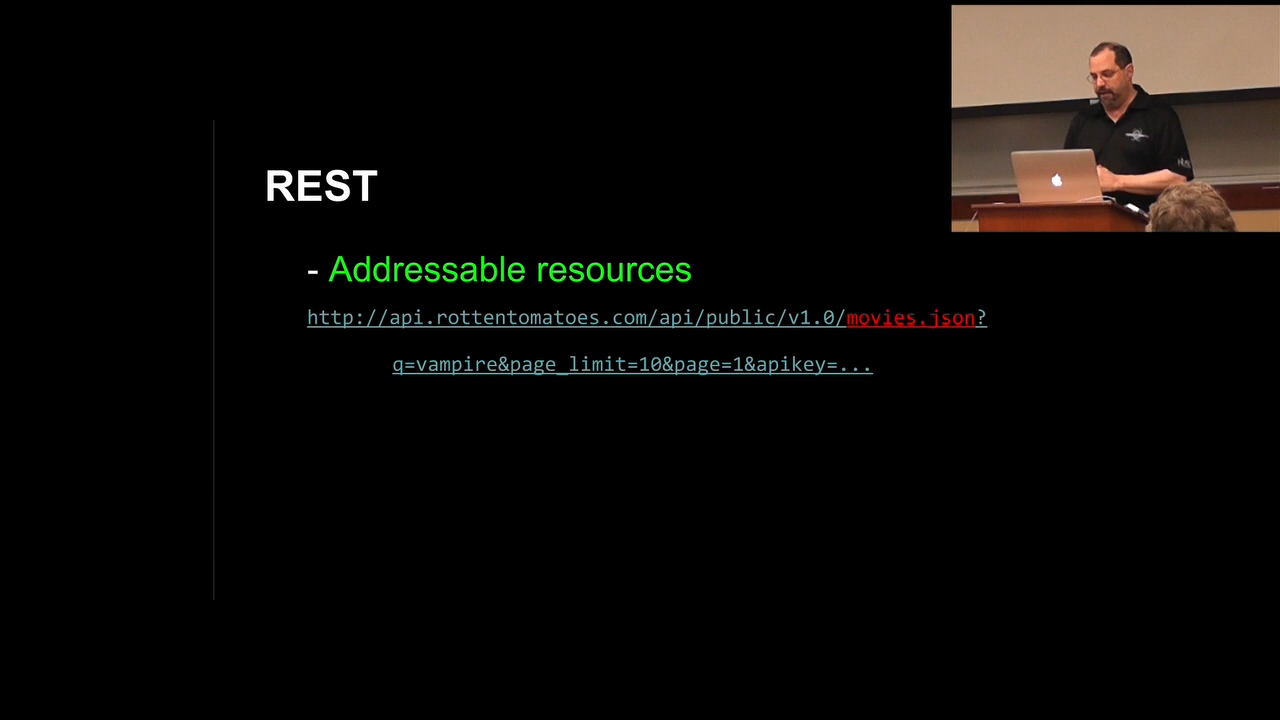 REST
- Addressable resources
http://api.rottentomatoes.com/api/public/v1.0/movies.json?
q=vampire&page_limit=10&page=1&apikey=...